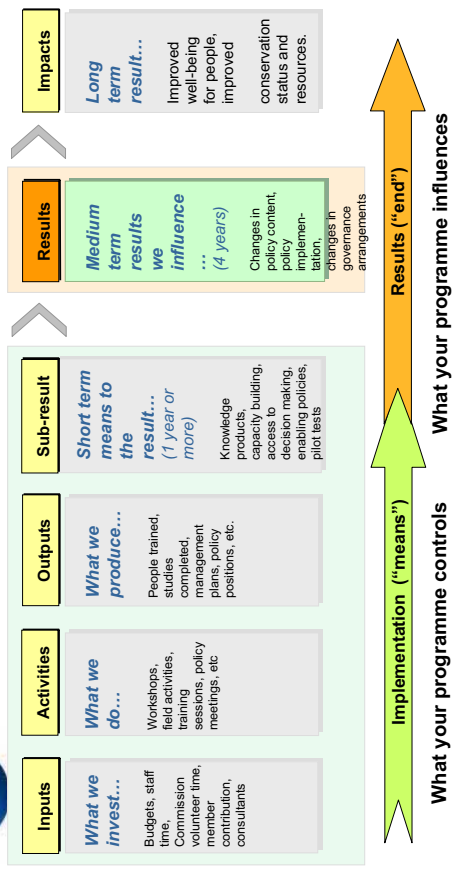 Inputs
What we
invest…
Budgets, staff
time,
Commission
volunteer time,
member
contribution,
consultants
Activities
What we
do…
Workshops,
field activities,
training
sessions, policy
meetings, etc
Outputs
What we
produce…
People trained,
studies
completed,
management
plans, policy
positions, etc.
Sub-result
Short term
means to
the
result…
(1 year or
more)
Knowledge
products,
capacity building,
access to
decision making,
enabling policies,
pilot tests
Results
Medium
term
results
we
influence
…
(4 years)
Changes in
policy content,
policy
implemen-
tation,
changes in
governance
arrangements
Impacts
Long
term
result…
Improved
well-being
for people,
improved
conservation
status and
resources.
Implementation (“means”)
Results (“end”)
What your programme controls
What your programme influences